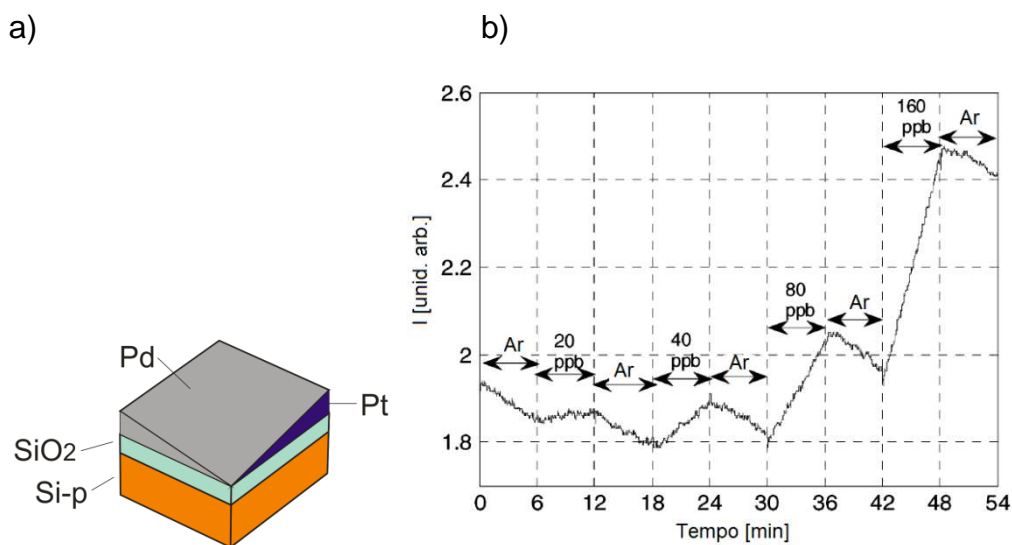 a)
b)
Pd
Pt
SiO2
Si-p
I [unid. arb.]
2.6
2.4
2.2
2
1.8
Ar
20
ppb
Ar
40
ppb
Ar
80
ppb
Ar
160
ppb
Ar
0 6 12 18 24 30 36 42 48 54
Tempo [min]